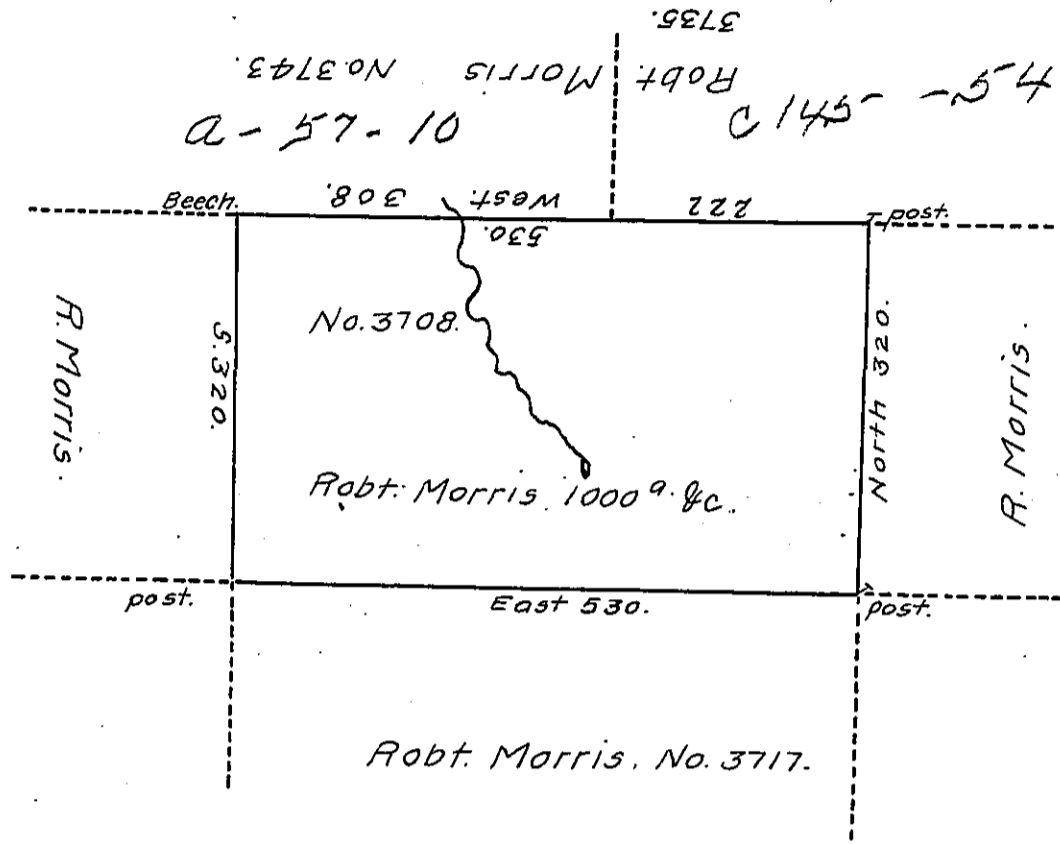 3735.
Robt. Morris No. 3743.
a - 57 - 10
C 145 - - 54
Beech.
222 West. 308.
post.
530.
R. Morris.
S. 320.
No. 3708.
North 320.
R. Morris.
Robt. Morris 1000 a. &c.
post.
East 530.
post.
Robt. Morris. No. 3717.